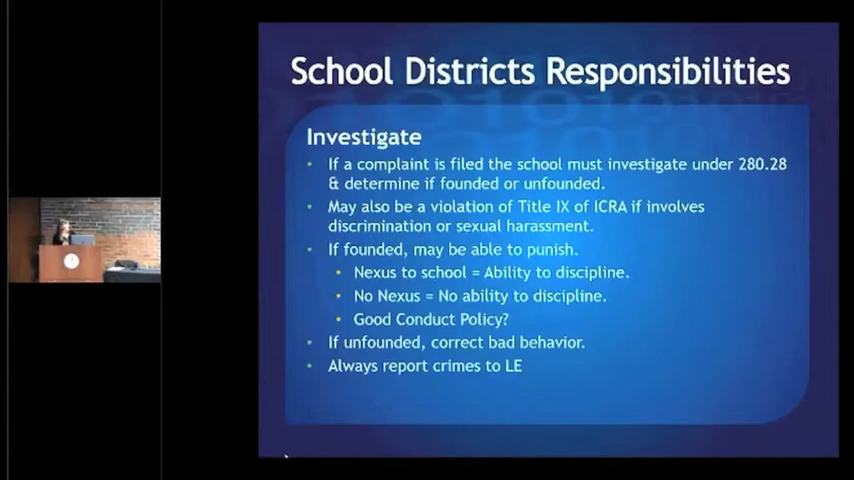 School Districts Responsibilities
Investigate
• If a complaint is filed the school must investigate under 280.28
& determine if founded or unfounded.
• May also be a violation of Title IX of ICRA if involves
discrimination or sexual harassment.
• If founded, may be able to punish.
• Nexus to school = Ability to discipline.
• No Nexus = No ability to discipline.
• Good Conduct Policy?
• If unfounded, correct bad behavior.
• Always report crimes to LE